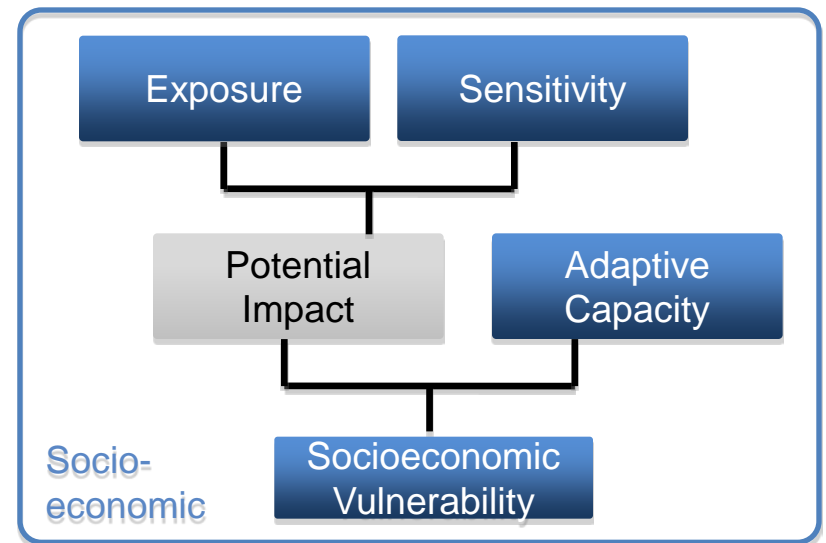 Exposure
Sensitivity
Potential
Impact
Adaptive
Capacity
Socio-
economic
Socioeconomic
Vulnerability